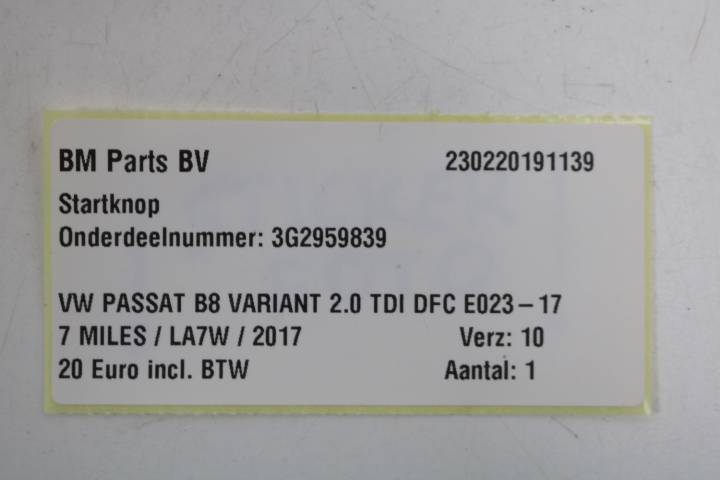 BM Parts BV 230220191139
Startknop
Onderdeelnummer: 3G2959839
VW PASSAT B8 VARIANT 2.0 TDI DFC E023-17
7 MILES / LA7W / 2017 Verz: 10
20 Euro incl. BTW Aantal: 1